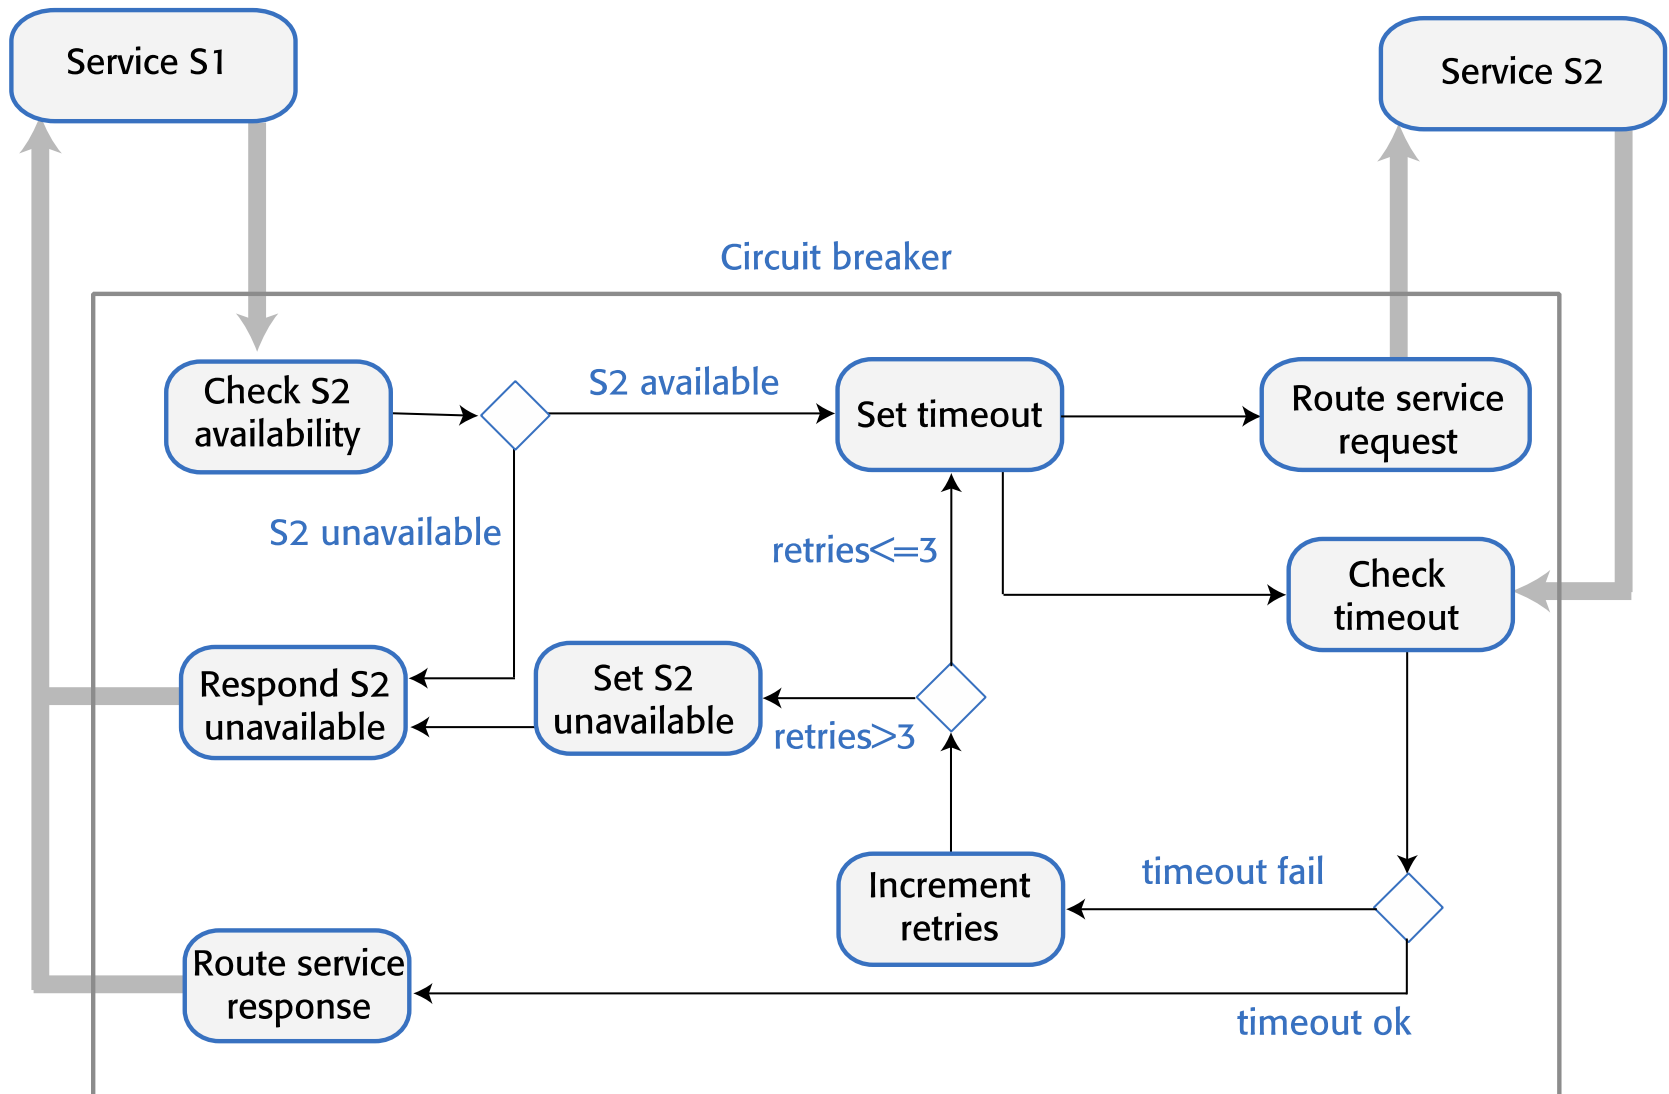 Service S1
Service S2
Circuit breaker
Check S2
availability
S2 available
Set timeout
Route service
request
S2 unavailable
retries<=3
Check
timeout
Respond S2
unavailable
Set S2
unavailable
retries>3
Increment
retries
timeout fail
Route service
response
timeout ok